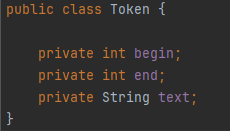 public class Token {
    private int begin;
    private int end;
    private String text;
}